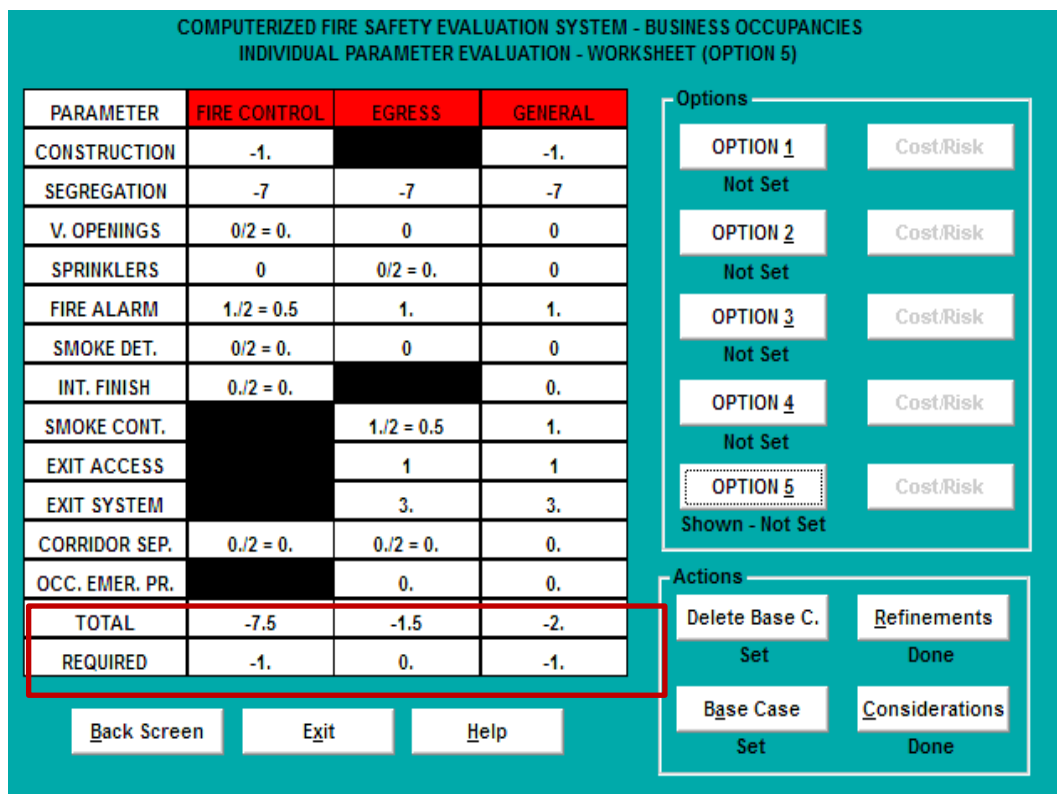 COMPUTERIZED FIRE SAFETY EVALUATION SYSTEM - BUSINESS OCCUPANCIES
INDIVIDUAL PARAMETER EVALUATION - WORKSHEET (OPTION 5)
PARAMETER FIRE CONTROL EGRESS GENERAL
CONSTRUCTION -1. -1.
SEGREGATION -7 -7 -7
V. OPENINGS 0/2 = 0. 0 0
SPRINKLERS 0 0/2 = 0. 0
FIRE ALARM 1./2 = 0.5 1. 1.
SMOKE DET. 0/2 = 0. 0 0
INT. FINISH 0./2 = 0. 0.
SMOKE CONT. 1./2 = 0.5 1.
EXIT ACCESS 1 1
EXIT SYSTEM 3. 3.
CORRIDOR SEP. 0./2 = 0. 0./2 = 0. 0.
OCC. EMER. PR. 0. 0.
TOTAL -7.5 -1.5 -2.
REQUIRED -1. 0. -1.
Back Screen Exit Help
Options
OPTION 1 Cost/Risk
Not Set
OPTION 2 Cost/Risk
Not Set
OPTION 3 Cost/Risk
Not Set
OPTION 4 Cost/Risk
Not Set
OPTION 5 Cost/Risk
Shown - Not Set
Actions
Delete Base C. Refinements
Set Done
Base Case Considerations
Set Done